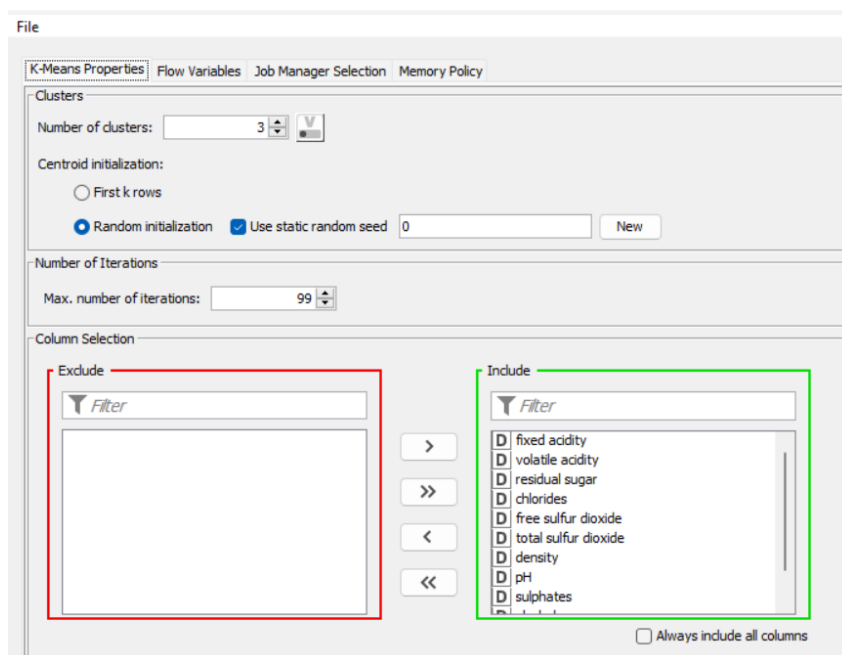 File
K-Means Properties Flow Variables Job Manager Selection Memory Policy
Clusters
Number of clusters: 3 V
Centroid initialization:
First k rows
Random initialization Use static random seed 0 New
Number of Iterations
Max. number of iterations: 99
Column Selection
Exclude
Filter
>
>>
<
<<
Include
Filter
D fixed acidity
D volatile acidity
D residual sugar
D chlorides
D free sulfur dioxide
D total sulfur dioxide
D density
D pH
D sulphates
Always include all columns